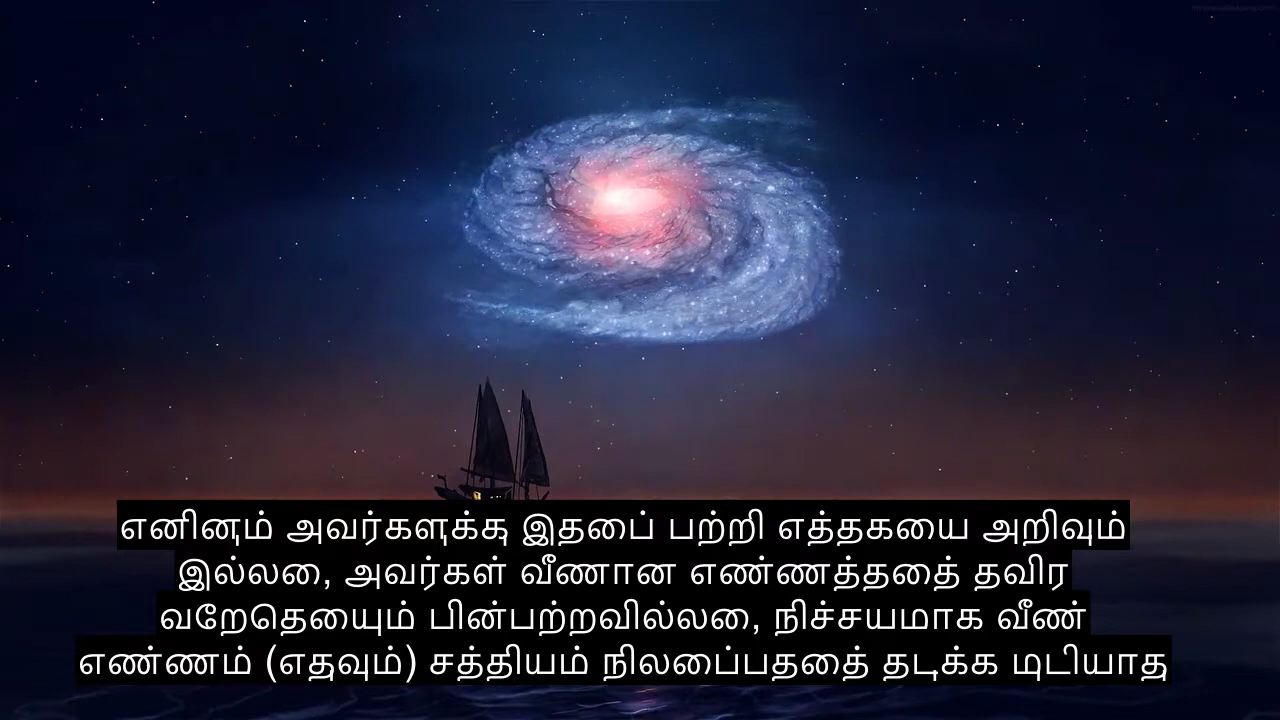 எனினும் அவர்களுக்கு இதைப் பற்றி எத்தகைய அறிவும்
இல்லை, அவர்கள் வீணான எண்ணத்தைத் தவிர
வேறெதையும் பின்பற்றவில்லை, நிச்சயமாக வீண்
எண்ணம் (எதுவும்) சத்தியம் நிலைப்பதைத் தடுக்க முடியாது